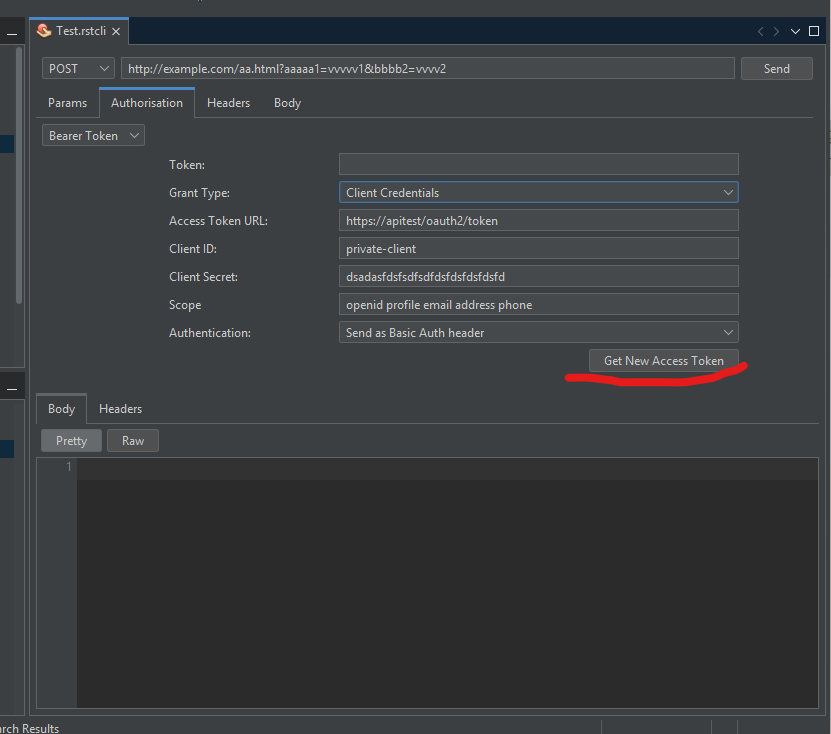 Test.rstcli
POST http://example.com/aa.html?aaaaa1=vvvvv1&bbbb2=vvvv2 Send
Params Authorisation Headers Body
Bearer Token
Token:
Grant Type: Client Credentials
Access Token URL: https://apitest/oauth2/token
Client ID: private-client
Client Secret: dsadasfdsfsdfsdfdsfdsfdsfdsfd
Scope openid profile email address phone
Authentication: Send as Basic Auth header
Get New Access Token
Body Headers
Pretty Raw
1
arch Results